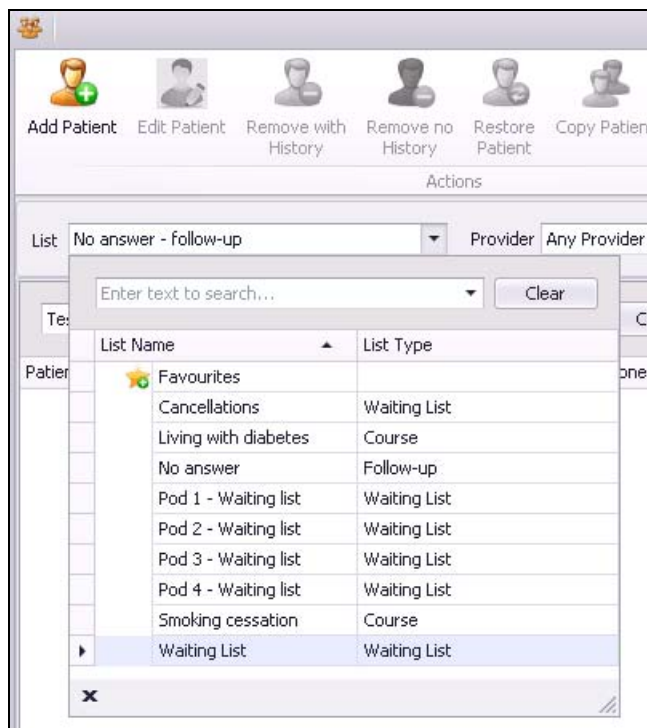 Add Patient Edit Patient Remove with History Remove no History Restore Patient Copy Patien
Actions
List No answer - follow-up Provider Any Provider
Enter text to search... Clear
List Name List Type
Favourites
Cancellations Waiting List
Living with diabetes Course
No answer Follow-up
Pod 1 - Waiting list Waiting List
Pod 2 - Waiting list Waiting List
Pod 3 - Waiting list Waiting List
Pod 4 - Waiting list Waiting List
Smoking cessation Course
Waiting List Waiting List